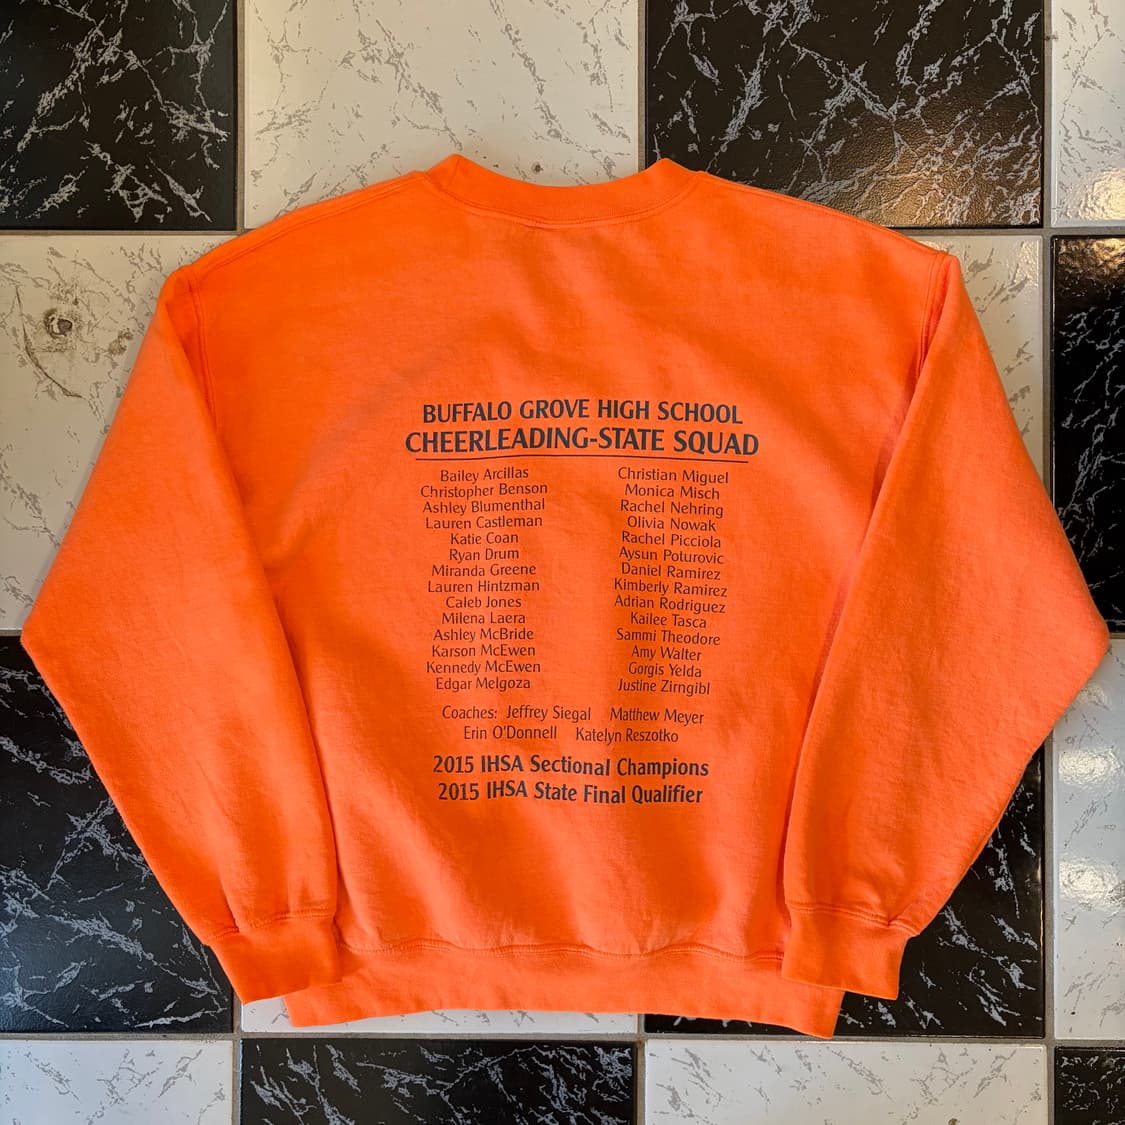 BUFFALO GROVE HIGH SCHOOL
CHEERLEADING-STATE SQUAD
Bailey Arcillas
Christopher Benson
Ashley Blumenthal
Lauren Castleman
Katie Coan
Ryan Drum
Miranda Greene
Lauren Hintzman
Caleb Jones
Milena Laera
Ashley McBride
Karson McEwen
Kennedy McEwen
Edgar Melgoza
Christian Miguel
Monica Misch
Rachel Nehring
Olivia Nowak
Rachel Picciola
Aysun Poturovic
Daniel Ramirez
Kimberly Ramirez
Adrian Rodriguez
Kailee Tasca
Sammi Theodore
Amy Walter
Gorgis Yelda
Justine Zirngibl
Coaches: Jeffrey Siegal Matthew Meyer
Erin O'Donnell Katelyn Reszotko
2015 IHSA Sectional Champions
2015 IHSA State Final Qualifier